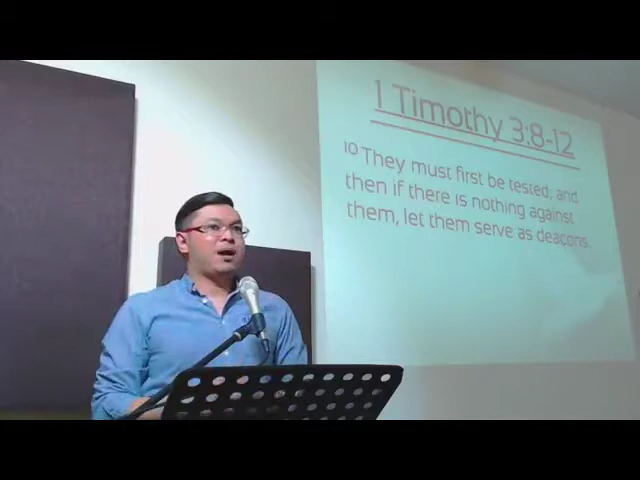 1 Timothy 3:8-12
10 They must first be tested, and
then if there is nothing against
them, let them serve as deacons.